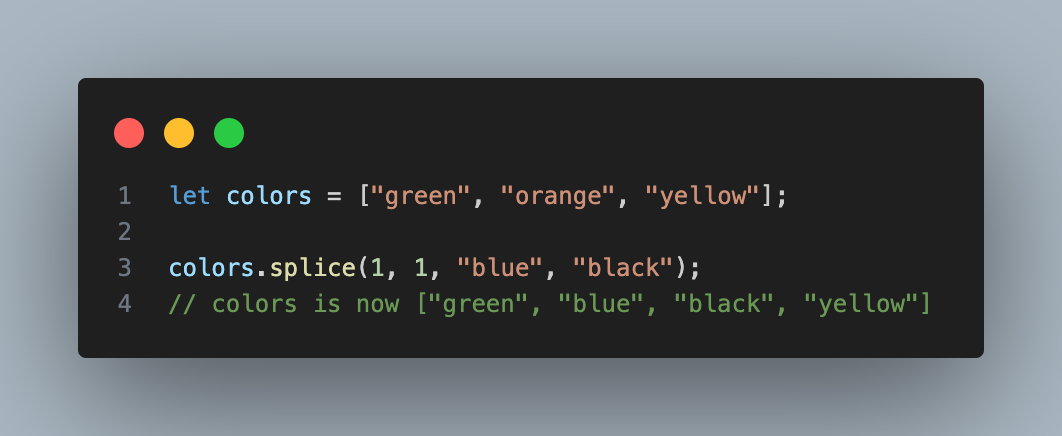 1 let colors = ["green", "orange", "yellow"];
2
3 colors.splice(1, 1, "blue", "black");
4 // colors is now ["green", "blue", "black", "yellow"]